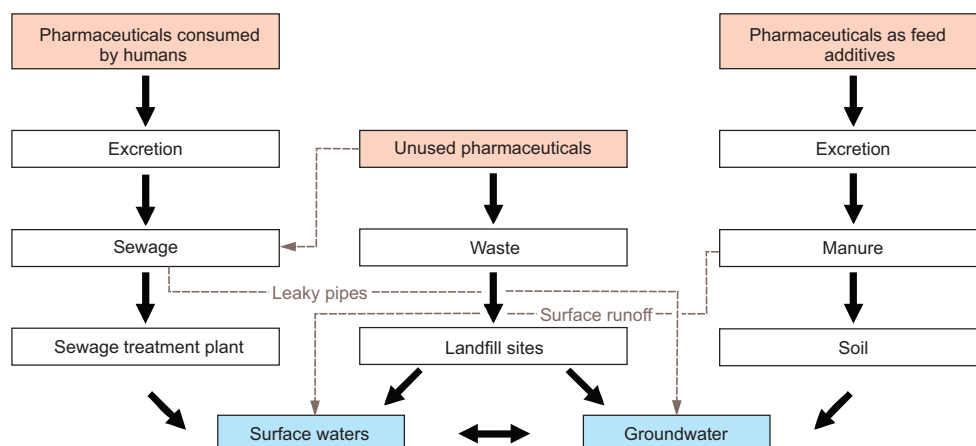 Pharmaceuticals consumed
by humans
Pharmaceuticals as feed
additives
Excretion
Unused pharmaceuticals
Excretion
Sewage
Waste
Manure
Leaky pipes
Surface runoff
Sewage treatment plant
Landfill sites
Soil
Surface waters
Groundwater